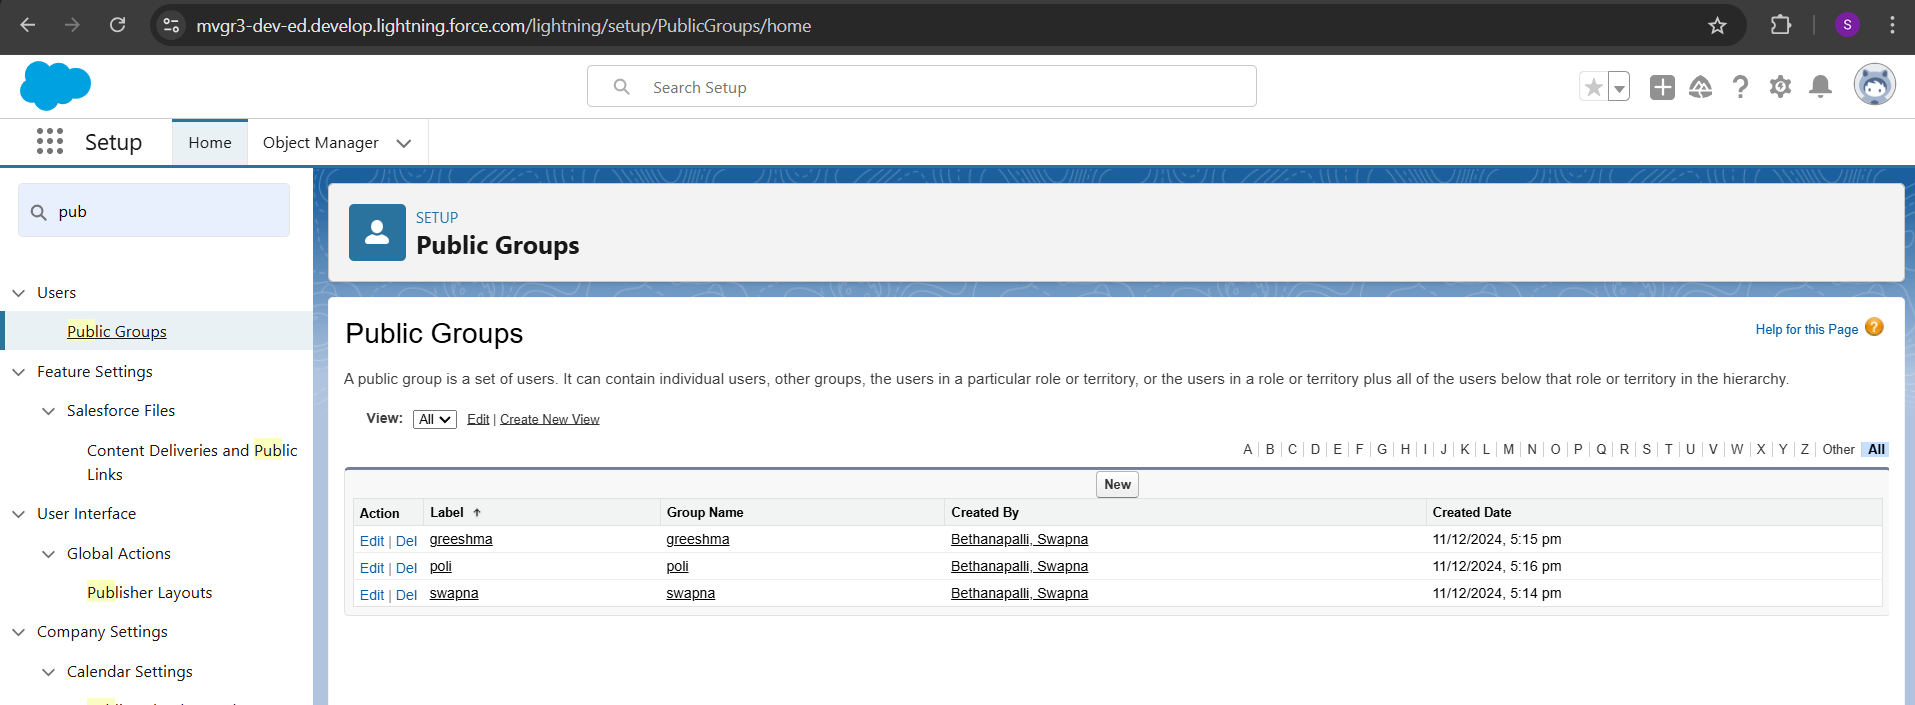 mvgr3-dev-ed.develop.lightning.force.com/lightning/setup/PublicGroups/home
S
Search Setup
Setup
Home
Object Manager
pub
Users
Public Groups
Feature Settings
Salesforce Files
Content Deliveries and Public
Links
User Interface
Global Actions
Publisher Layouts
Company Settings
Calendar Settings
SETUP
Public Groups
Public Groups
Help for this Page ?
A public group is a set of users. It can contain individual users, other groups, the users in a particular role or territory, or the users in a role or territory plus all of the users below that role or territory in the hierarchy.
View: All Edit | Create New View
A | B | C | D | E | F | G | H | I | J | K | L | M | N | O | P | Q | R | S | T | U | V | W | X | Y | Z | Other | All
New
Action Label ↑ Group Name Created By Created Date
Edit | Del greeshma greeshma Bethanapalli, Swapna 11/12/2024, 5:15 pm
Edit | Del poli poli Bethanapalli, Swapna 11/12/2024, 5:16 pm
Edit | Del swapna swapna Bethanapalli, Swapna 11/12/2024, 5:14 pm